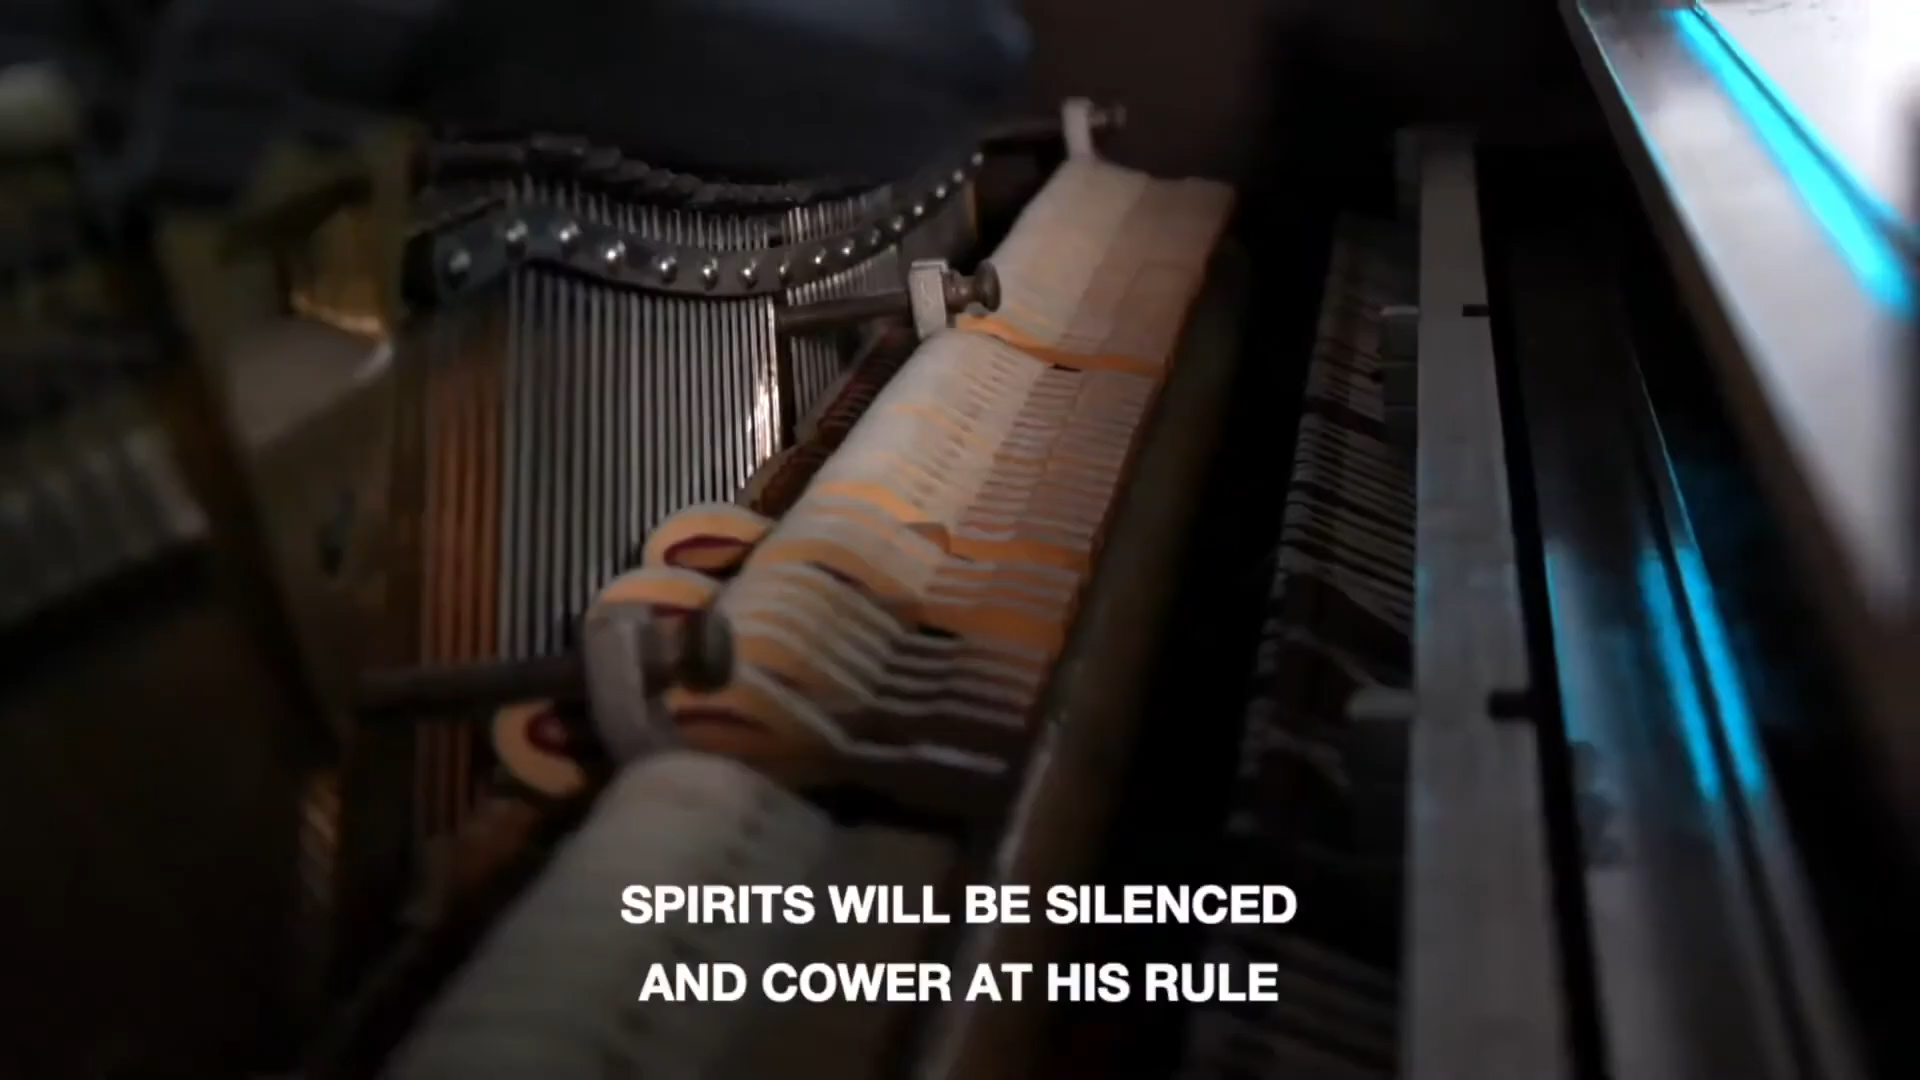 SPIRITS WILL BE SILENCED
AND COWER AT HIS RULE